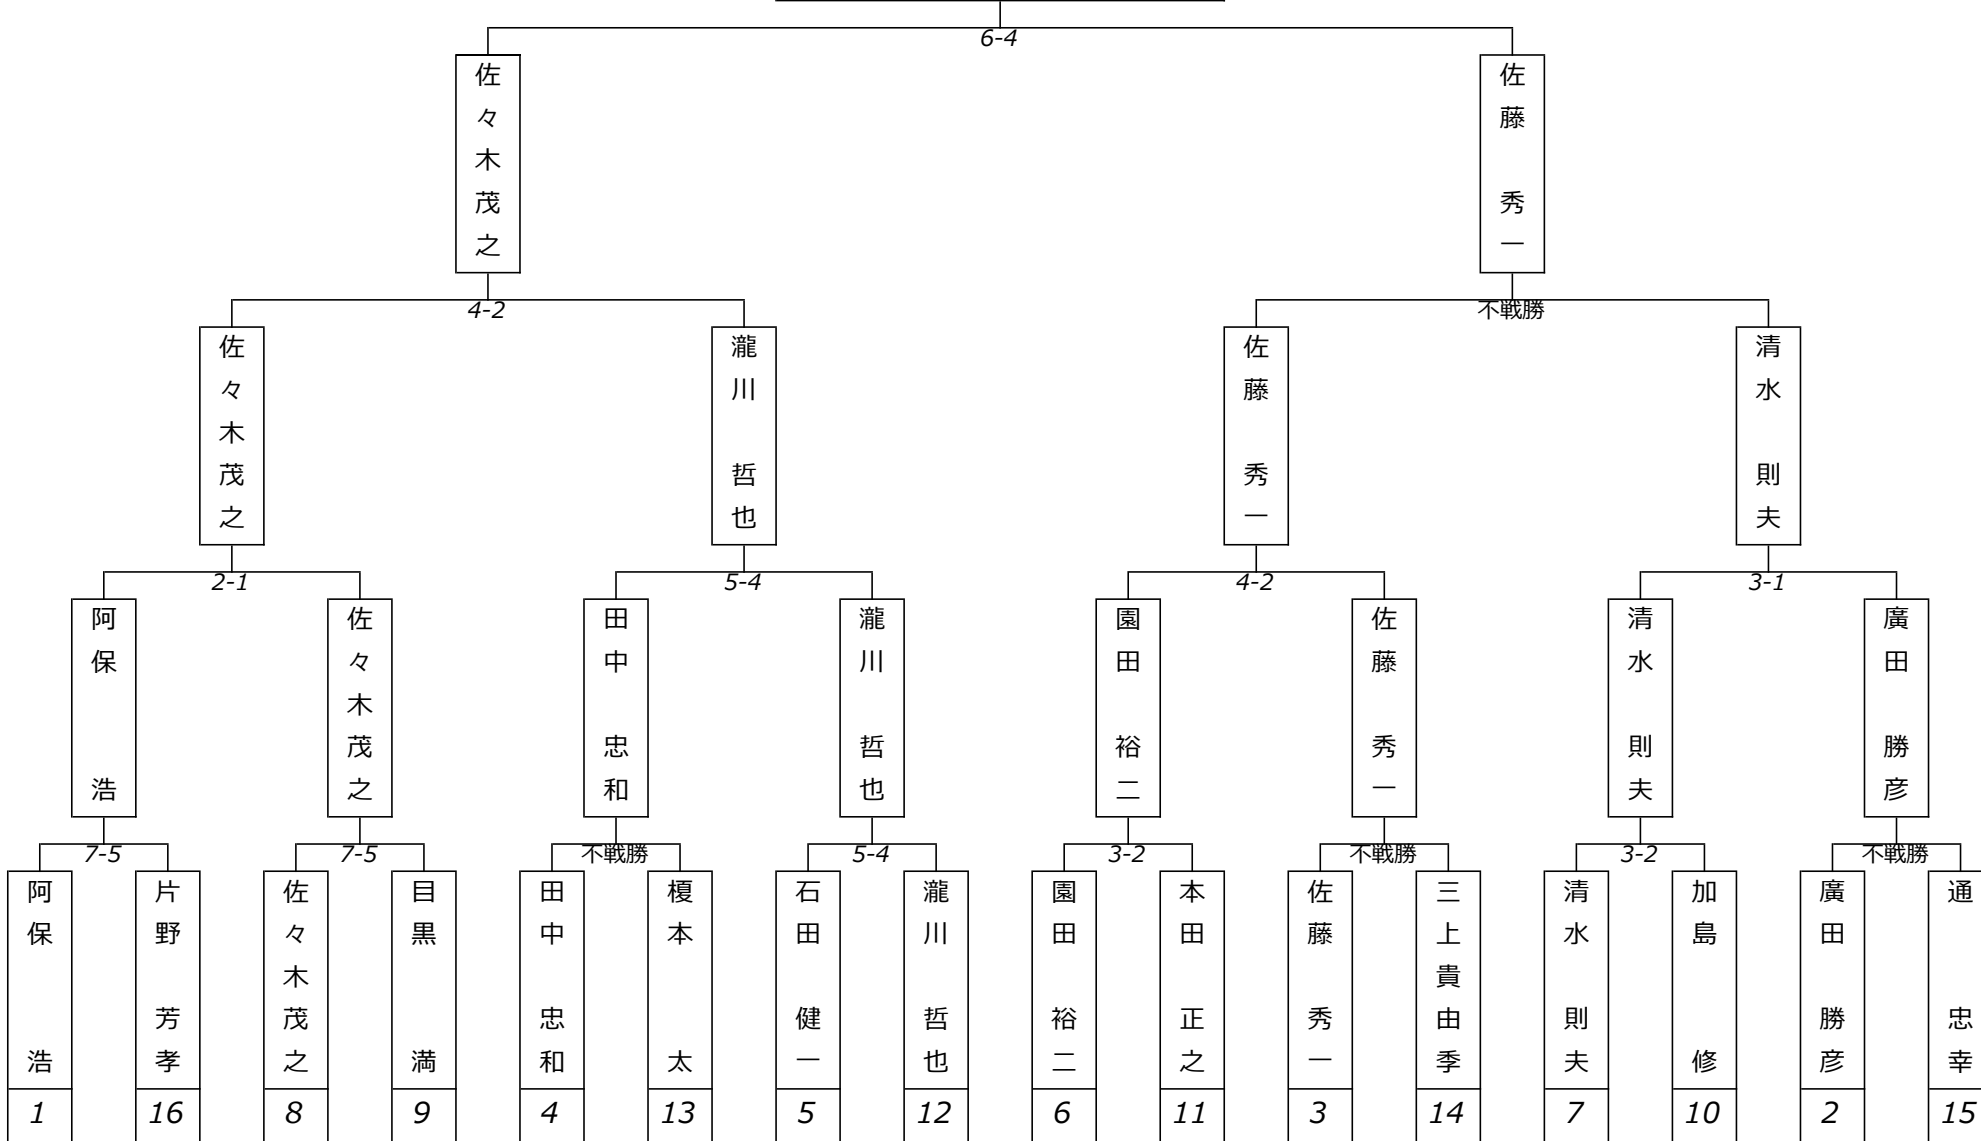 6-4
佐々木茂之
佐藤 秀一
4-2
不戦勝
佐々木茂之
瀧川 哲也
佐藤 秀一
清水 則夫
2-1
5-4
4-2
3-1
阿保 浩
佐々木茂之
田中 忠和
瀧川 哲也
園田 裕二
佐藤 秀一
清水 則夫
廣田 勝彦
7-5
7-5
不戦勝
5-4
3-2
不戦勝
3-2
不戦勝
阿保 浩
片野 芳孝
佐々木茂之
目黒 満
田中 忠和
榎本 太
石田 健一
瀧川 哲也
園田 裕二
本田 正之
佐藤 秀一
三上貴由季
清水 則夫
加島 修
廣田 勝彦
通 忠幸
1
16
8
9
4
13
5
12
6
11
3
14
7
10
2
15